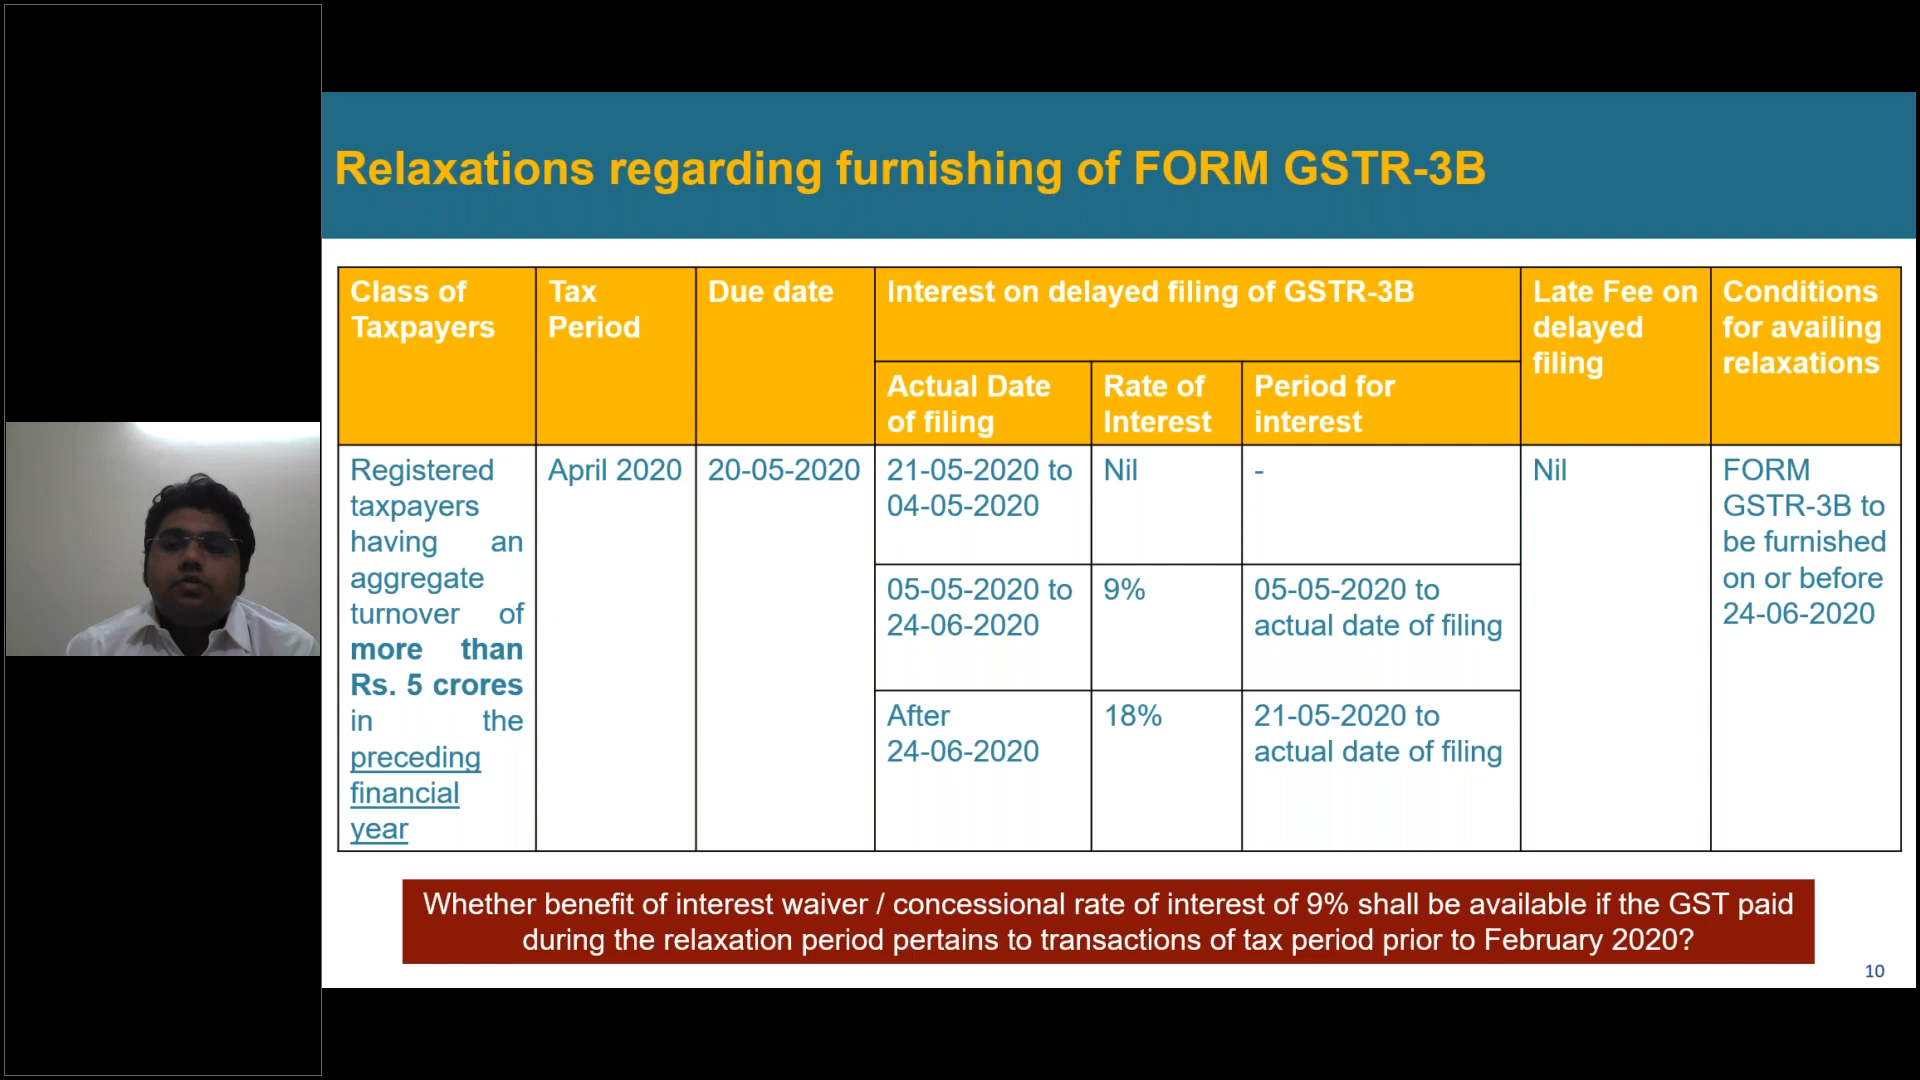 Relaxations regarding furnishing of FORM GSTR-3B
Class of
Taxpayers
Tax
Period
Due date
Interest on delayed filing of GSTR-3B
Late Fee on
delayed
filing
Conditions
for availing
relaxations
Actual Date
of filing
Rate of
Interest
Period for
interest
Registered
taxpayers
having an
aggregate
turnover of
more than
Rs. 5 crores
in the
preceding
financial
year
April 2020
20-05-2020
21-05-2020 to
04-05-2020
Nil
-
Nil
FORM
GSTR-3B to
be furnished
on or before
24-06-2020
05-05-2020 to
24-06-2020
9%
05-05-2020 to
actual date of filing
After
24-06-2020
18%
21-05-2020 to
actual date of filing
Whether benefit of interest waiver / concessional rate of interest of 9% shall be available if the GST paid
during the relaxation period pertains to transactions of tax period prior to February 2020?
10